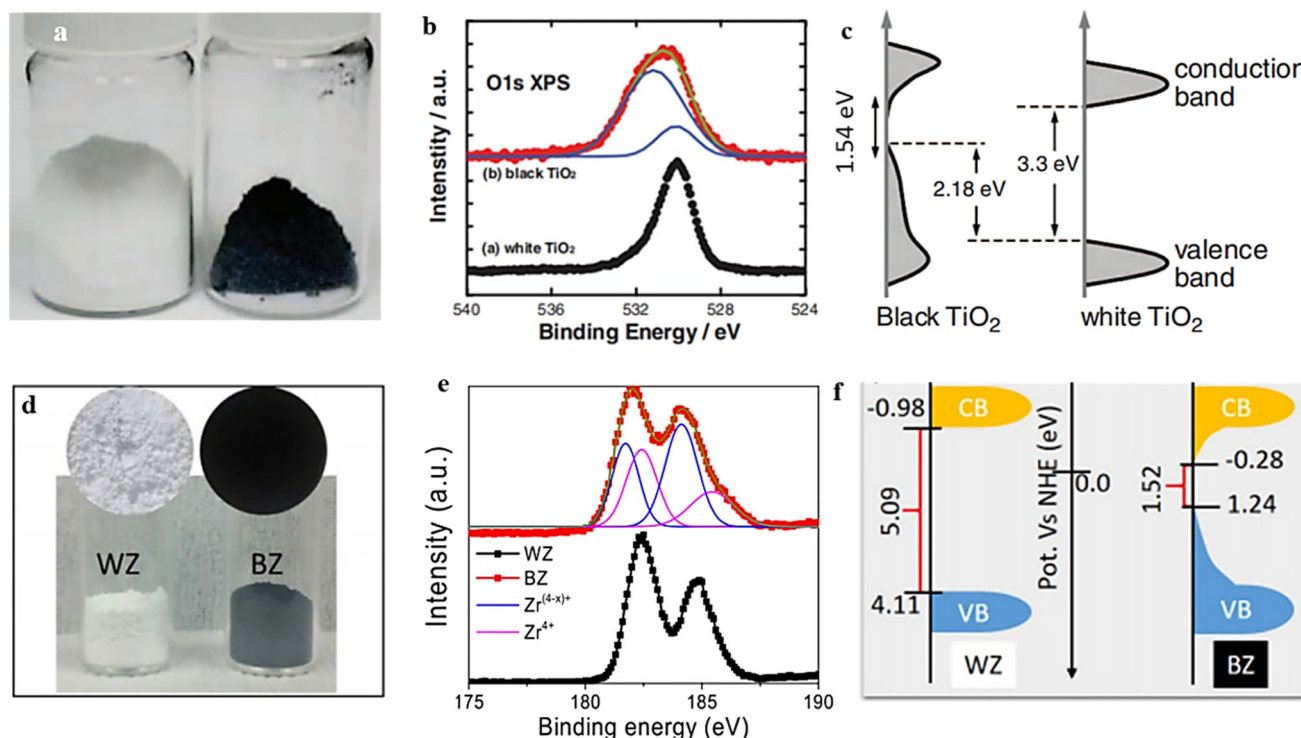 a
b
O1s XPS
Intenstity / a.u.
(b) black TiO₂
(a) white TiO₂
540
536
532
528
524
Binding Energy / eV
c
1.54 eV
2.18 eV
3.3 eV
conduction
band
valence
band
Black TiO₂
white TiO₂
d
WZ
BZ
e
Intensity (a.u.)
WZ
BZ
Zr⁽⁴⁻ˣ⁾⁺
Zr⁴⁺
175
180
185
190
Binding energy (eV)
f
-0.98
CB
5.09
4.11
VB
WZ
Pot. Vs NHE (eV)
0.0
CB
-0.28
1.52
1.24
VB
BZ